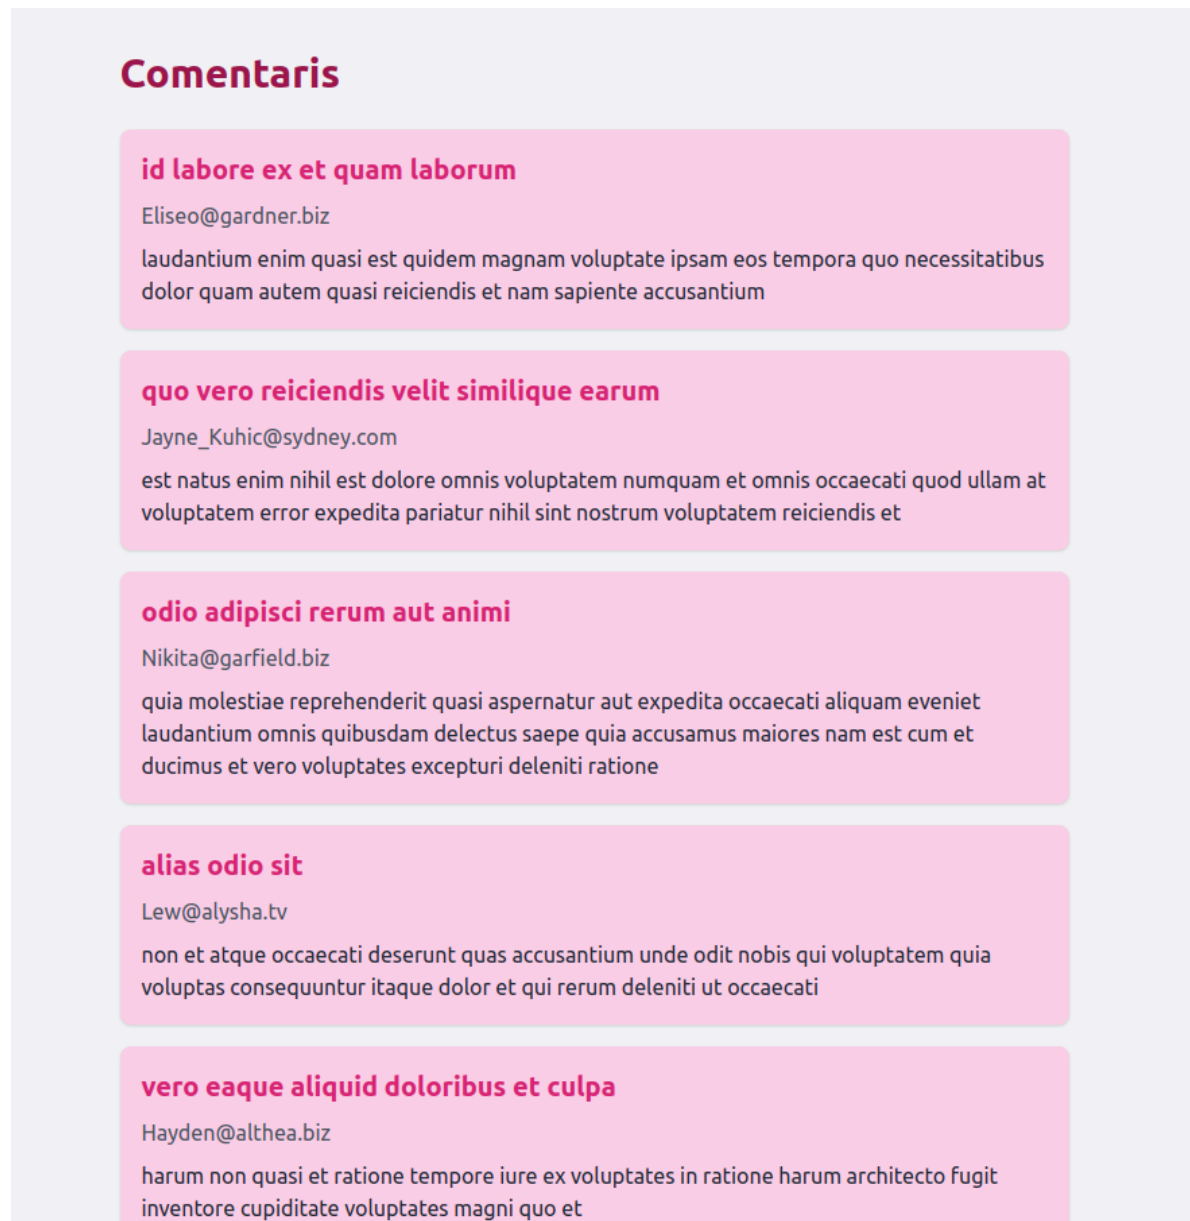 Comentaris
id labore ex et quam laborum
Eliseo@gardner.biz
laudantium enim quasi est quidem magnam voluptate ipsam eos tempora quo necessitatibus
dolor quam autem quasi reiciendis et nam sapiente accusantium
quo vero reiciendis velit similique earum
Jayne_Kuhic@sydney.com
est natus enim nihil est dolore omnis voluptatem numquam et omnis occaecati quod ullam at
voluptatem error expedita pariatur nihil sint nostrum voluptatem reiciendis et
odio adipisci rerum aut animi
Nikita@garfield.biz
quia molestiae reprehenderit quasi aspernatur aut expedita occaecati aliquam eveniet
laudantium omnis quibusdam delectus saepe quia accusamus maiores nam est cum et
ducimus et vero voluptates excepturi deleniti ratione
alias odio sit
Lew@alysha.tv
non et atque occaecati deserunt quas accusantium unde odit nobis qui voluptatem quia
voluptas consequuntur itaque dolor et qui rerum deleniti ut occaecati
vero eaque aliquid doloribus et culpa
Hayden@althea.biz
harum non quasi et ratione tempore iure ex voluptates in ratione harum architecto fugit
inventore cupiditate voluptates magni quo et